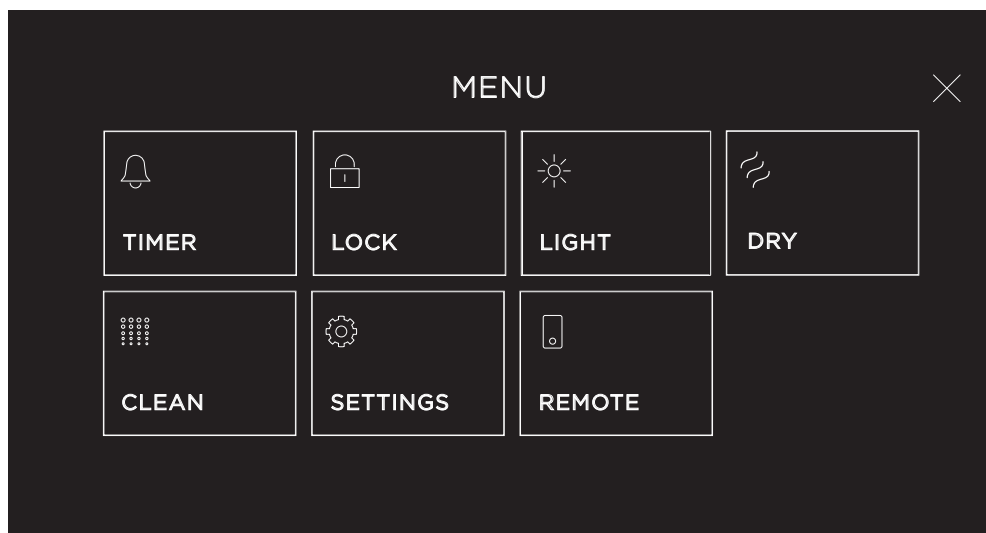 MENU
TIMER
LOCK
LIGHT
DRY
CLEAN
SETTINGS
REMOTE